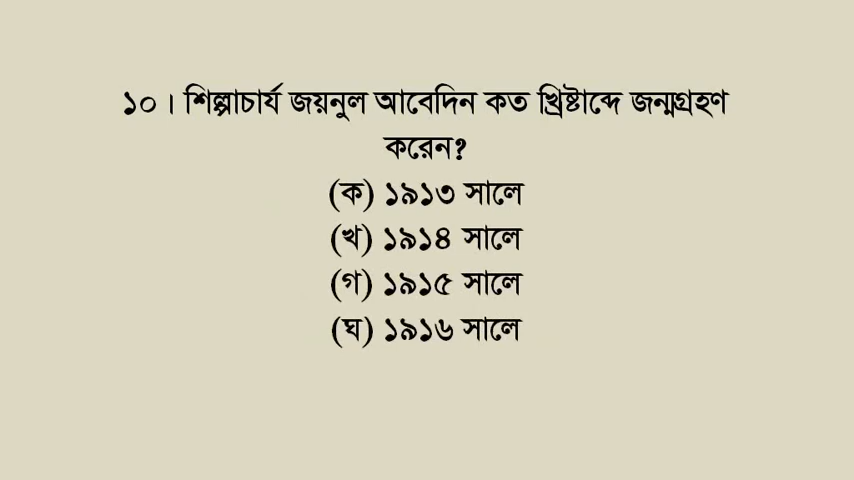 ১০। শিল্পাচার্য জয়নুল আবেদিন কত খ্রিষ্টাব্দে জন্মগ্রহণ
করেন?
(ক) ১৯১৩ সালে
(খ) ১৯১৪ সালে
(গ) ১৯১৫ সালে
(ঘ) ১৯১৬ সালে